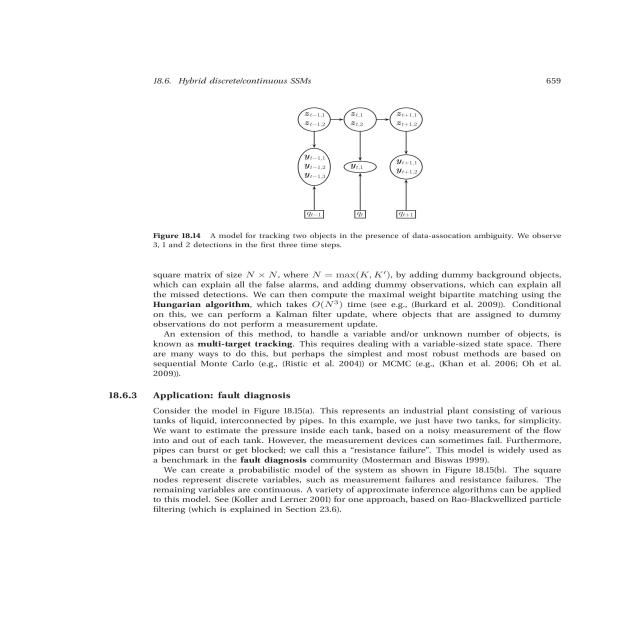 18.6. Hybrid discrete/continuous SSMs 659
z_{t−1,1} z_{t,1} z_{t+1,1}
z_{t−1,2} z_{t,2} z_{t+1,2}
y_{t−1,1}
y_{t−1,2}
y_{t−1,3}
y_{t,1}
y_{t+1,1}
y_{t+1,2}
q_{t−1} q_t q_{t+1}
Figure 18.14 A model for tracking two objects in the presence of data-assocation ambiguity. We observe
3, 1 and 2 detections in the first three time steps.
square matrix of size N × N, where N = max(K, K′), by adding dummy background objects,
which can explain all the false alarms, and adding dummy observations, which can explain all
the missed detections. We can then compute the maximal weight bipartite matching using the
Hungarian algorithm, which takes O(N³) time (see e.g., (Burkard et al. 2009)). Conditional
on this, we can perform a Kalman filter update, where objects that are assigned to dummy
observations do not perform a measurement update.
An extension of this method, to handle a variable and/or unknown number of objects, is
known as multi-target tracking. This requires dealing with a variable-sized state space. There
are many ways to do this, but perhaps the simplest and most robust methods are based on
sequential Monte Carlo (e.g., (Ristic et al. 2004)) or MCMC (e.g., (Khan et al. 2006; Oh et al.
2009)).
18.6.3 Application: fault diagnosis
Consider the model in Figure 18.15(a). This represents an industrial plant consisting of various
tanks of liquid, interconnected by pipes. In this example, we just have two tanks, for simplicity.
We want to estimate the pressure inside each tank, based on a noisy measurement of the flow
into and out of each tank. However, the measurement devices can sometimes fail. Furthermore,
pipes can burst or get blocked; we call this a “resistance failure”. This model is widely used as
a benchmark in the fault diagnosis community (Mosterman and Biswas 1999).
We can create a probabilistic model of the system as shown in Figure 18.15(b). The square
nodes represent discrete variables, such as measurement failures and resistance failures. The
remaining variables are continuous. A variety of approximate inference algorithms can be applied
to this model. See (Koller and Lerner 2001) for one approach, based on Rao-Blackwellized particle
filtering (which is explained in Section 23.6).